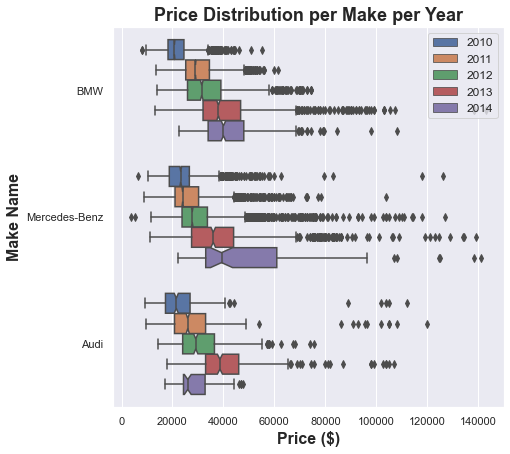 Price Distribution per Make per Year
2010
2011
2012
2013
2014
Make Name
BMW
Mercedes-Benz
Audi
0 20000 40000 60000 80000 100000 120000 140000
Price ($)